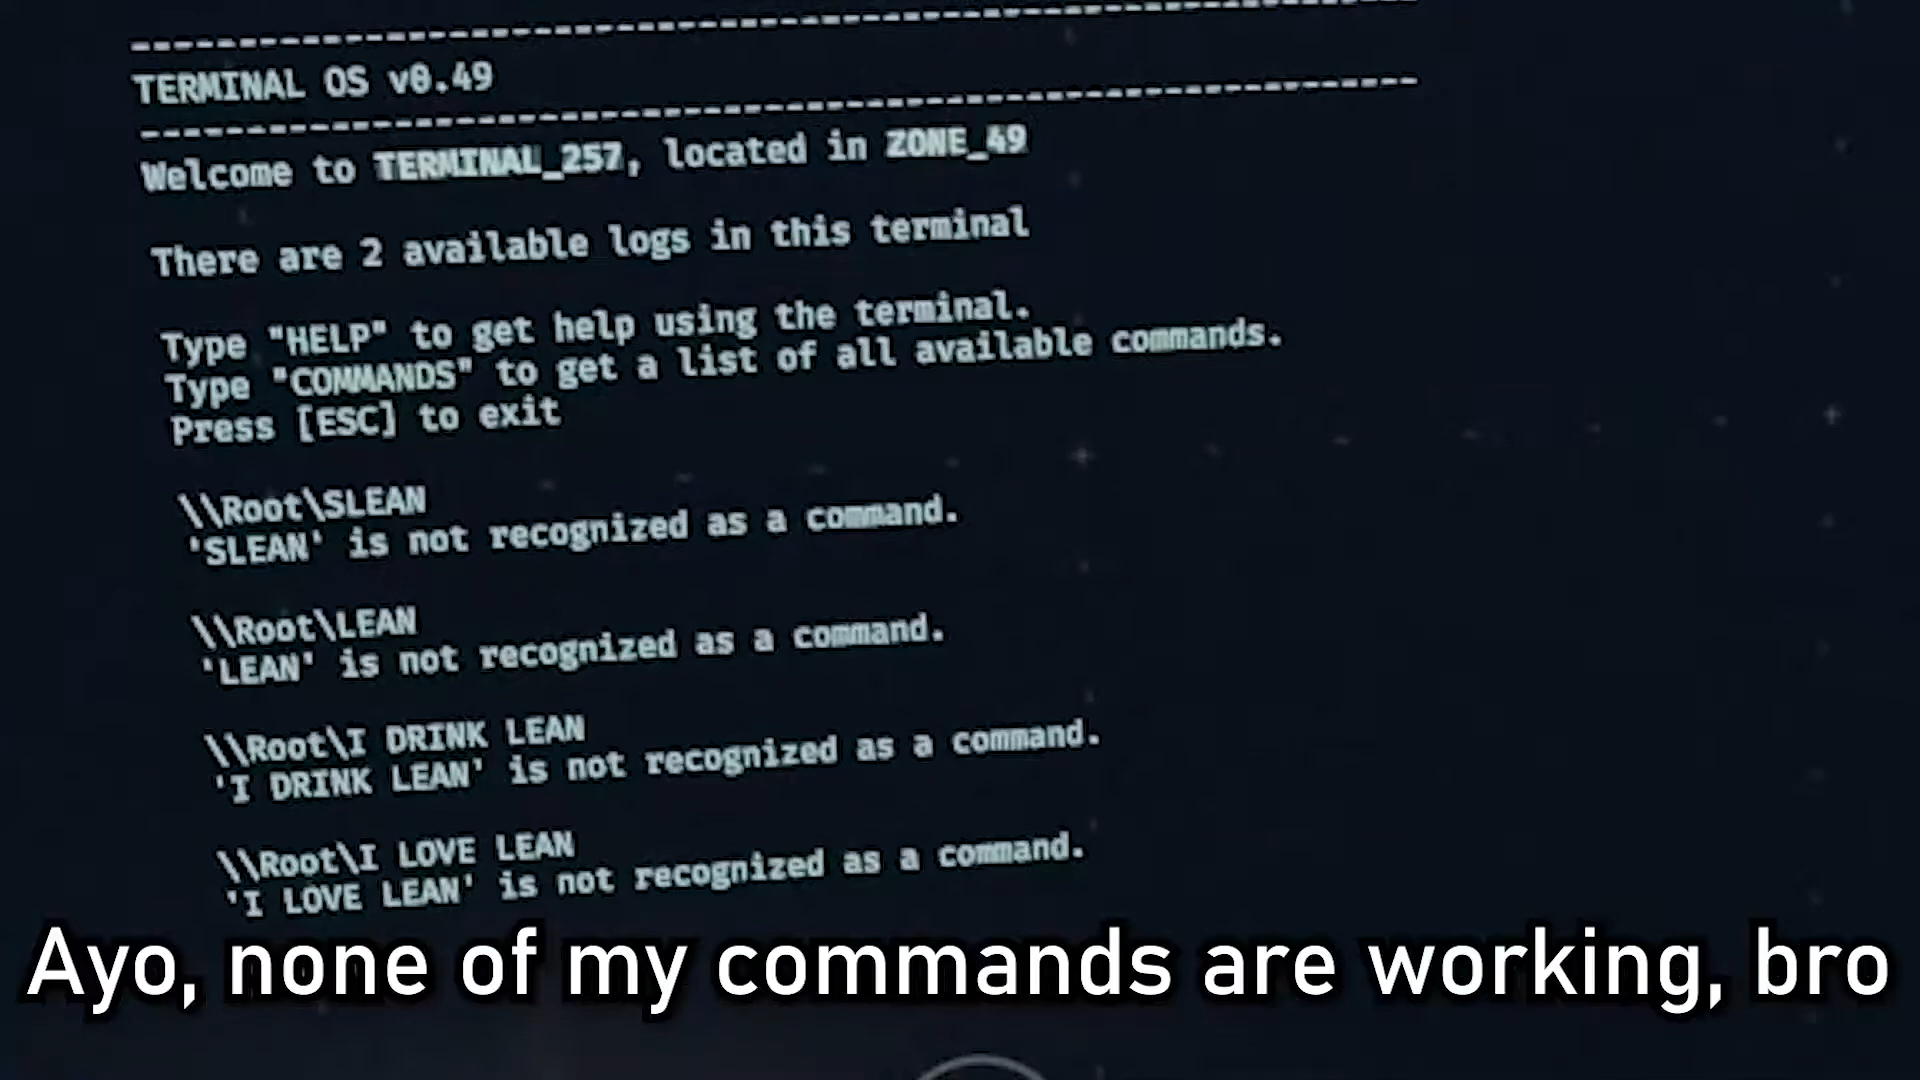 TERMINAL OS v0.49
Welcome to TERMINAL_257, located in ZONE_49
There are 2 available logs in this terminal
Type "HELP" to get help using the terminal.
Type "COMMANDS" to get a list of all available commands.
Press [ESC] to exit
\\Root\SLEAN
'SLEAN' is not recognized as a command.
\\Root\LEAN
'LEAN' is not recognized as a command.
\\Root\I DRINK LEAN
'I DRINK LEAN' is not recognized as a command.
\\Root\I LOVE LEAN
'I LOVE LEAN' is not recognized as a command.
Ayo, none of my commands are working, bro